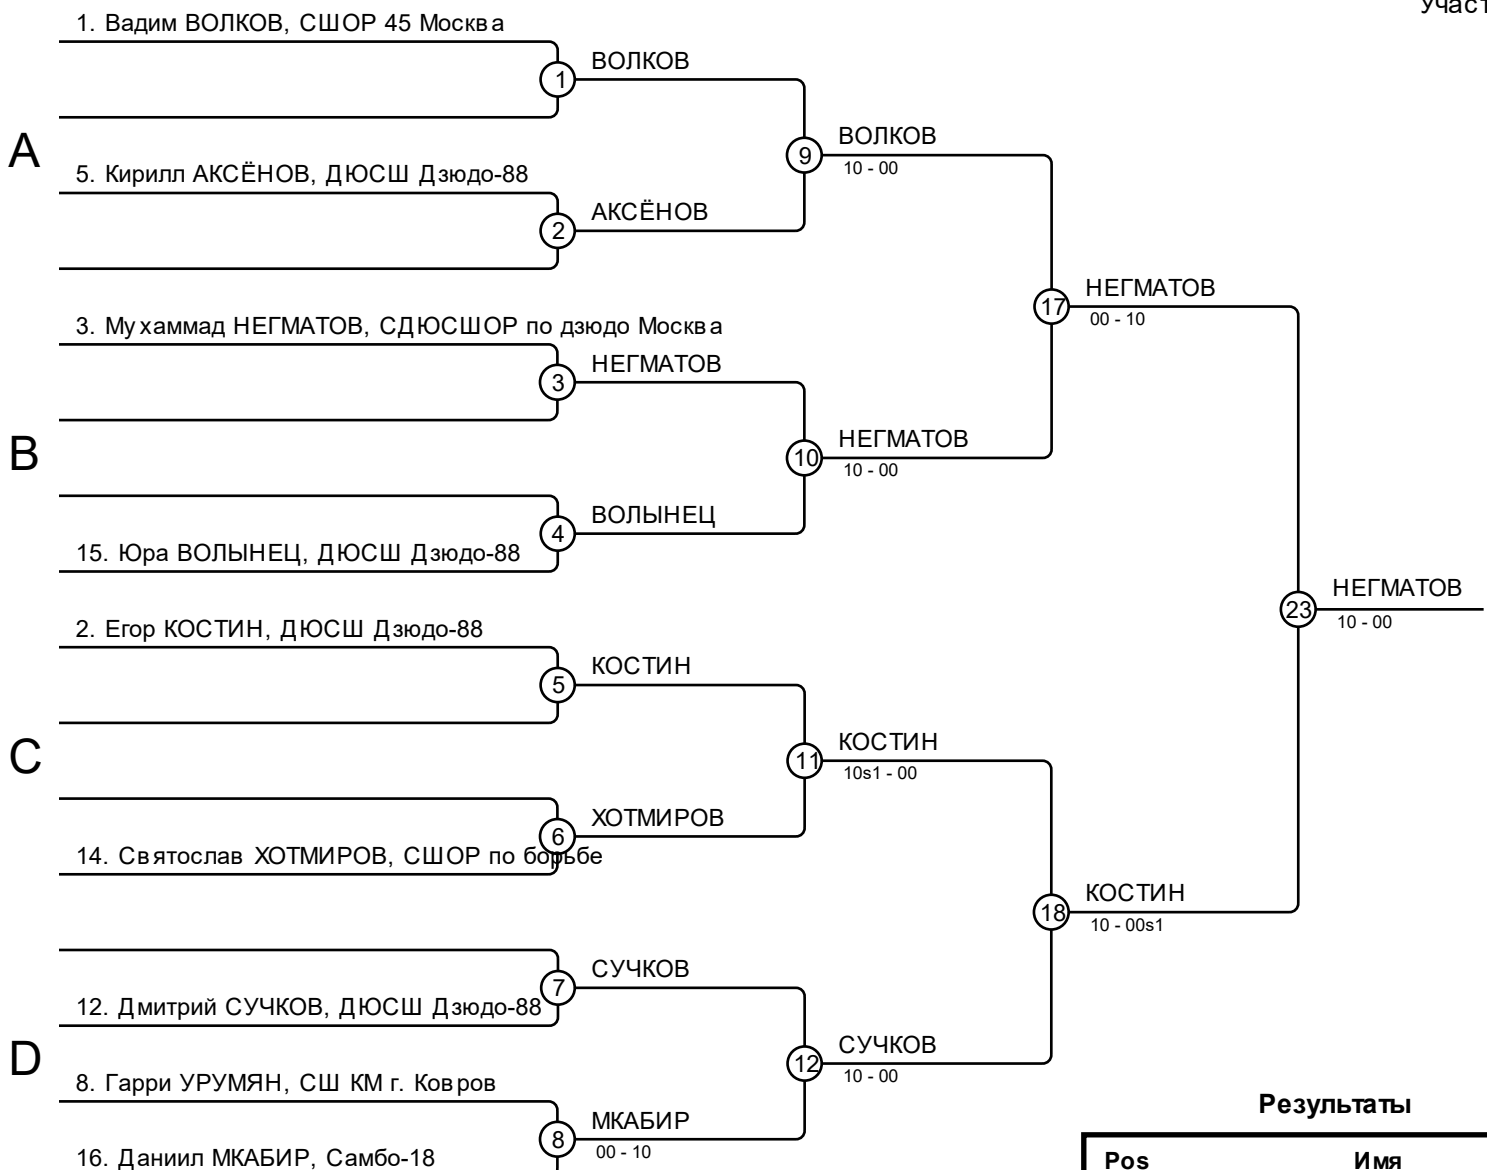 Участ
1. Вадим ВОЛКОВ, СШОР 45 Москва
ВОЛКОВ
1
A
ВОЛКОВ
9
10 - 00
5. Кирилл АКСЁНОВ, ДЮСШ Дзюдо-88
АКСЁНОВ
2
НЕГМАТОВ
17
00 - 10
3. Мухаммад НЕГМАТОВ, СДЮСШОР по дзюдо Москва
НЕГМАТОВ
3
B
НЕГМАТОВ
10
10 - 00
ВОЛЫНЕЦ
4
15. Юра ВОЛЫНЕЦ, ДЮСШ Дзюдо-88
НЕГМАТОВ
23
10 - 00
2. Егор КОСТИН, ДЮСШ Дзюдо-88
КОСТИН
5
C
КОСТИН
11
10s1 - 00
ХОТМИРОВ
6
14. Святослав ХОТМИРОВ, СШОР по борьбе
КОСТИН
18
10 - 00s1
СУЧКОВ
7
12. Дмитрий СУЧКОВ, ДЮСШ Дзюдо-88
D
СУЧКОВ
12
10 - 00
8. Гарри УРУМЯН, СШ КМ г. Ковров
МКАБИР
8
00 - 10
16. Даниил МКАБИР, Самбо-18
Результаты
Pos Имя